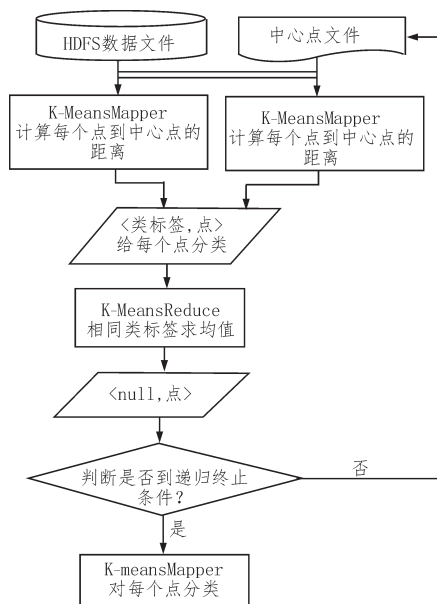 HDFS数据文件
中心点文件
K-MeansMapper
计算每个点到中心点的
距离
K-MeansMapper
计算每个点到中心点的
距离
<类标签,点>
给每个点分类
K-MeansReduce
相同类标签求均值
<null,点>
判断是否到递归终止
条件?
否
是
K-meansMapper
对每个点分类